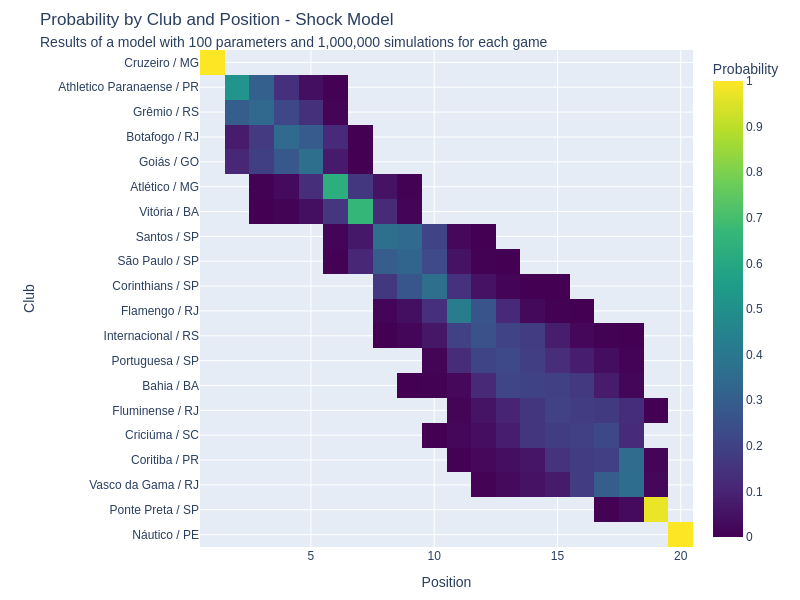 Probability by Club and Position - Shock Model
Results of a model with 100 parameters and 1,000,000 simulations for each game
Probability
Club
Cruzeiro / MG
Athletico Paranaense / PR
Grêmio / RS
Botafogo / RJ
Goiás / GO
Atlético / MG
Vitória / BA
Santos / SP
São Paulo / SP
Corinthians / SP
Flamengo / RJ
Internacional / RS
Portuguesa / SP
Bahia / BA
Fluminense / RJ
Criciúma / SC
Coritiba / PR
Vasco da Gama / RJ
Ponte Preta / SP
Náutico / PE
5 10 15 20
Position
1
0.9
0.8
0.7
0.6
0.5
0.4
0.3
0.2
0.1
0